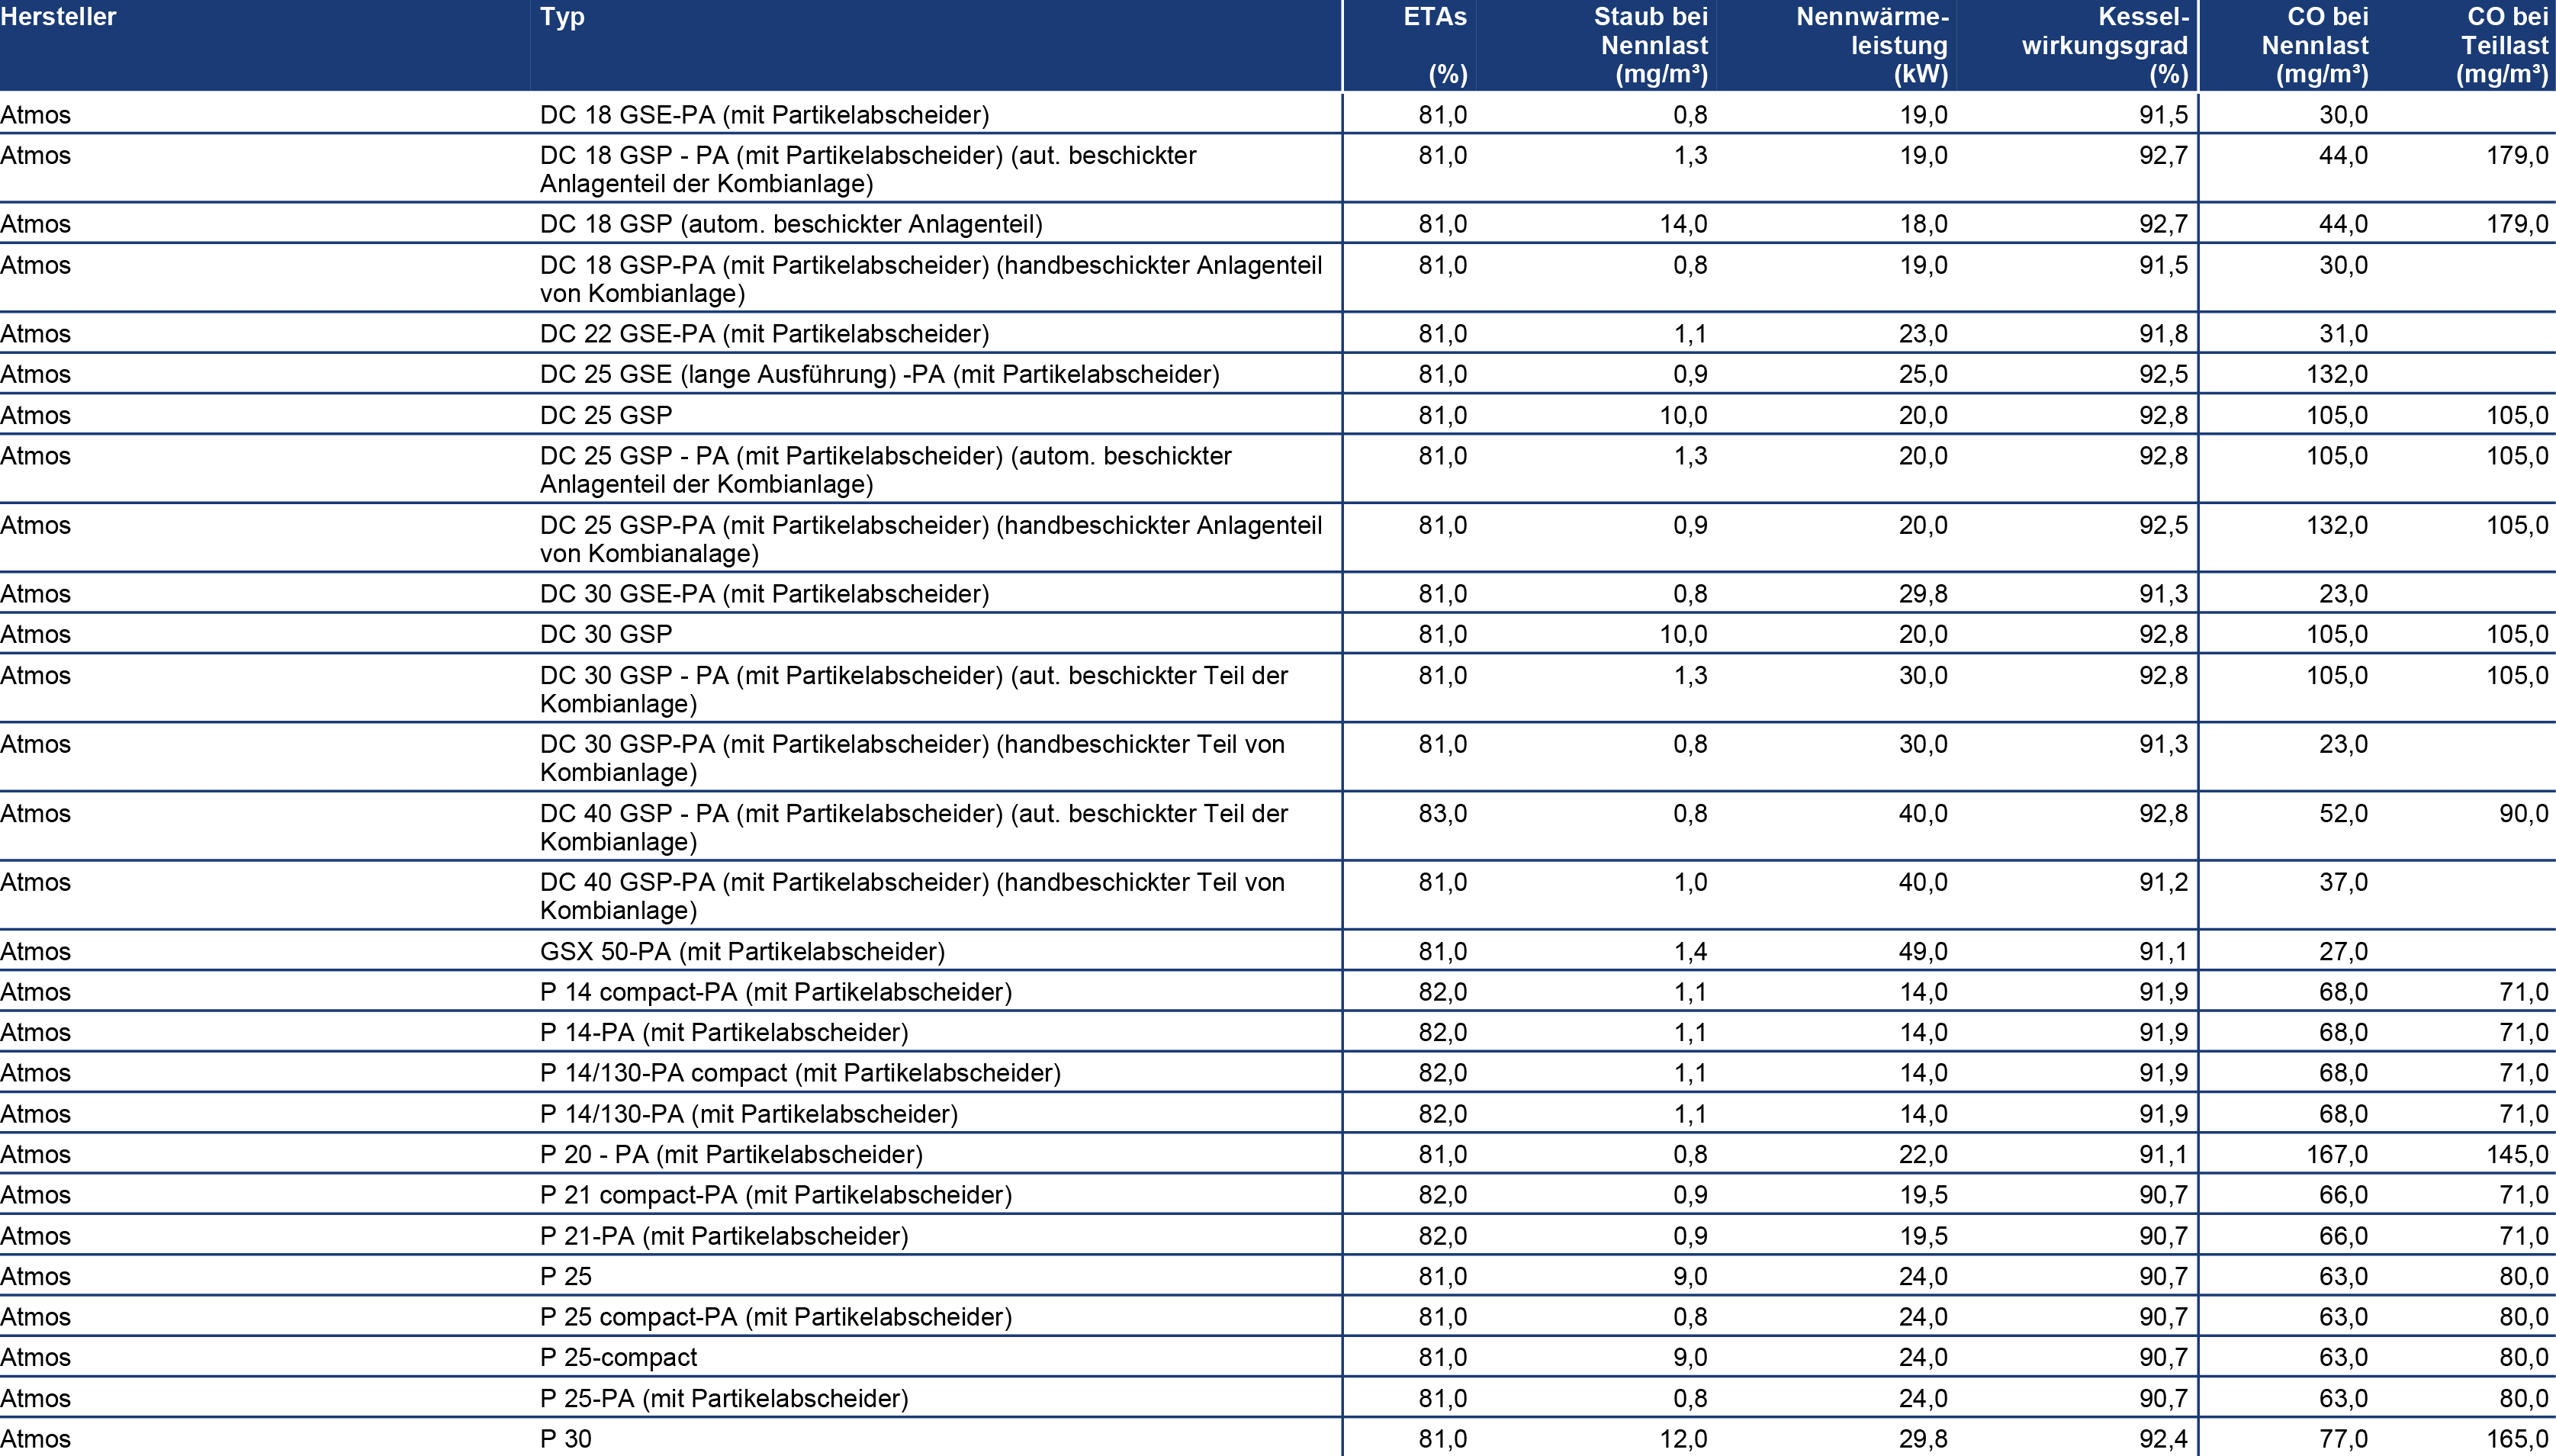 Hersteller Typ ETAs Staub bei Nennwärme- Kessel- CO bei CO bei
Nennlast leistung wirkungsgrad Nennlast Teillast
(%) (mg/m³) (kW) (%) (mg/m³) (mg/m³)
Atmos DC 18 GSE-PA (mit Partikelabscheider) 81,0 0,8 19,0 91,5 30,0
Atmos DC 18 GSP - PA (mit Partikelabscheider) (aut. beschickter 81,0 1,3 19,0 92,7 44,0 179,0
Anlagenteil der Kombianlage)
Atmos DC 18 GSP (autom. beschickter Anlagenteil) 81,0 14,0 18,0 92,7 44,0 179,0
Atmos DC 18 GSP-PA (mit Partikelabscheider) (handbeschickter Anlagenteil 81,0 0,8 19,0 91,5 30,0
von Kombianlage)
Atmos DC 22 GSE-PA (mit Partikelabscheider) 81,0 1,1 23,0 91,8 31,0
Atmos DC 25 GSE (lange Ausführung) -PA (mit Partikelabscheider) 81,0 0,9 25,0 92,5 132,0
Atmos DC 25 GSP 81,0 10,0 20,0 92,8 105,0 105,0
Atmos DC 25 GSP - PA (mit Partikelabscheider) (autom. beschickter 81,0 1,3 20,0 92,8 105,0 105,0
Anlagenteil der Kombianlage)
Atmos DC 25 GSP-PA (mit Partikelabscheider) (handbeschickter Anlagenteil 81,0 0,9 20,0 92,5 132,0 105,0
von Kombianalage)
Atmos DC 30 GSE-PA (mit Partikelabscheider) 81,0 0,8 29,8 91,3 23,0
Atmos DC 30 GSP 81,0 10,0 20,0 92,8 105,0 105,0
Atmos DC 30 GSP - PA (mit Partikelabscheider) (aut. beschickter Teil der 81,0 1,3 30,0 92,8 105,0 105,0
Kombianlage)
Atmos DC 30 GSP-PA (mit Partikelabscheider) (handbeschickter Teil von 81,0 0,8 30,0 91,3 23,0
Kombianlage)
Atmos DC 40 GSP - PA (mit Partikelabscheider) (aut. beschickter Teil der 83,0 0,8 40,0 92,8 52,0 90,0
Kombianlage)
Atmos DC 40 GSP-PA (mit Partikelabscheider) (handbeschickter Teil von 81,0 1,0 40,0 91,2 37,0
Kombianlage)
Atmos GSX 50-PA (mit Partikelabscheider) 81,0 1,4 49,0 91,1 27,0
Atmos P 14 compact-PA (mit Partikelabscheider) 82,0 1,1 14,0 91,9 68,0 71,0
Atmos P 14-PA (mit Partikelabscheider) 82,0 1,1 14,0 91,9 68,0 71,0
Atmos P 14/130-PA compact (mit Partikelabscheider) 82,0 1,1 14,0 91,9 68,0 71,0
Atmos P 14/130-PA (mit Partikelabscheider) 82,0 1,1 14,0 91,9 68,0 71,0
Atmos P 20 - PA (mit Partikelabscheider) 81,0 0,8 22,0 91,1 167,0 145,0
Atmos P 21 compact-PA (mit Partikelabscheider) 82,0 0,9 19,5 90,7 66,0 71,0
Atmos P 21-PA (mit Partikelabscheider) 82,0 0,9 19,5 90,7 66,0 71,0
Atmos P 25 81,0 9,0 24,0 90,7 63,0 80,0
Atmos P 25 compact-PA (mit Partikelabscheider) 81,0 0,8 24,0 90,7 63,0 80,0
Atmos P 25-compact 81,0 9,0 24,0 90,7 63,0 80,0
Atmos P 25-PA (mit Partikelabscheider) 81,0 0,8 24,0 90,7 63,0 80,0
Atmos P 30 81,0 12,0 29,8 92,4 77,0 165,0